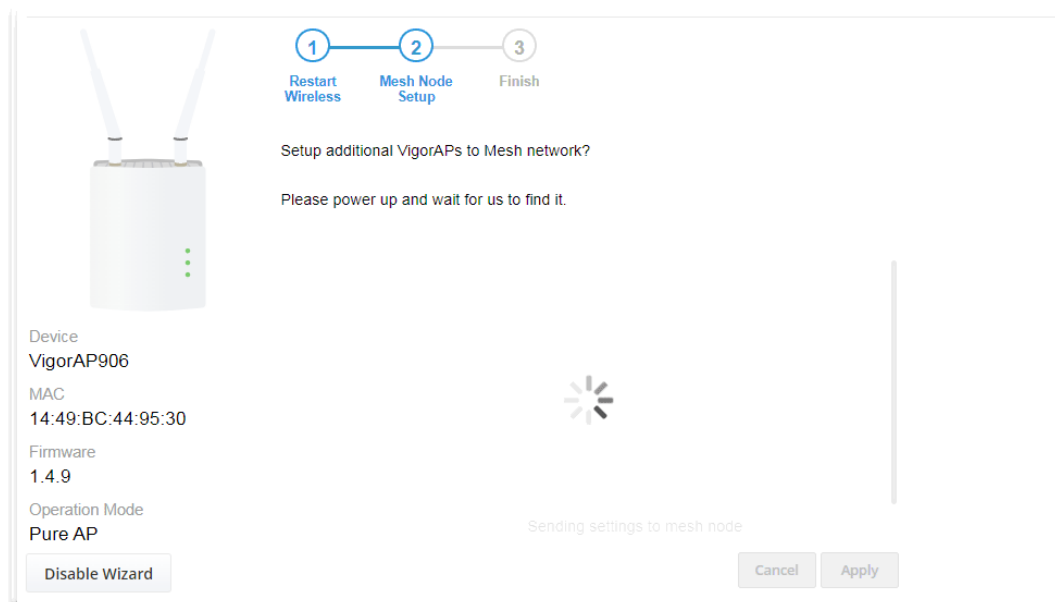 1
2
3
Restart
Wireless
Mesh Node
Setup
Finish
Setup additional VigorAPs to Mesh network?
Please power up and wait for us to find it.
Device
VigorAP906
MAC
14:49:BC:44:95:30
Firmware
1.4.9
Operation Mode
Pure AP
Disable Wizard
Sending settings to mesh node
Cancel
Apply